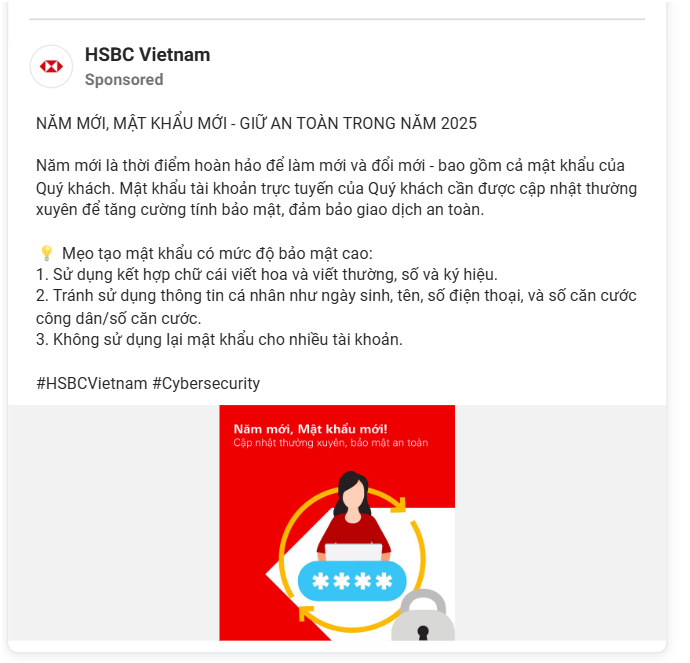 HSBC Vietnam
Sponsored
NĂM MỚI, MẬT KHẨU MỚI - GIỮ AN TOÀN TRONG NĂM 2025
Năm mới là thời điểm hoàn hảo để làm mới và đổi mới - bao gồm cả mật khẩu của
Quý khách. Mật khẩu tài khoản trực tuyến của Quý khách cần được cập nhật thường
xuyên để tăng cường tính bảo mật, đảm bảo giao dịch an toàn.
💡 Mẹo tạo mật khẩu có mức độ bảo mật cao:
1. Sử dụng kết hợp chữ cái viết hoa và viết thường, số và ký hiệu.
2. Tránh sử dụng thông tin cá nhân như ngày sinh, tên, số điện thoại, và số căn cước
công dân/số căn cước.
3. Không sử dụng lại mật khẩu cho nhiều tài khoản.
#HSBCVietnam #Cybersecurity
Năm mới, Mật khẩu mới!
Cập nhật thường xuyên, bảo mật an toàn
****